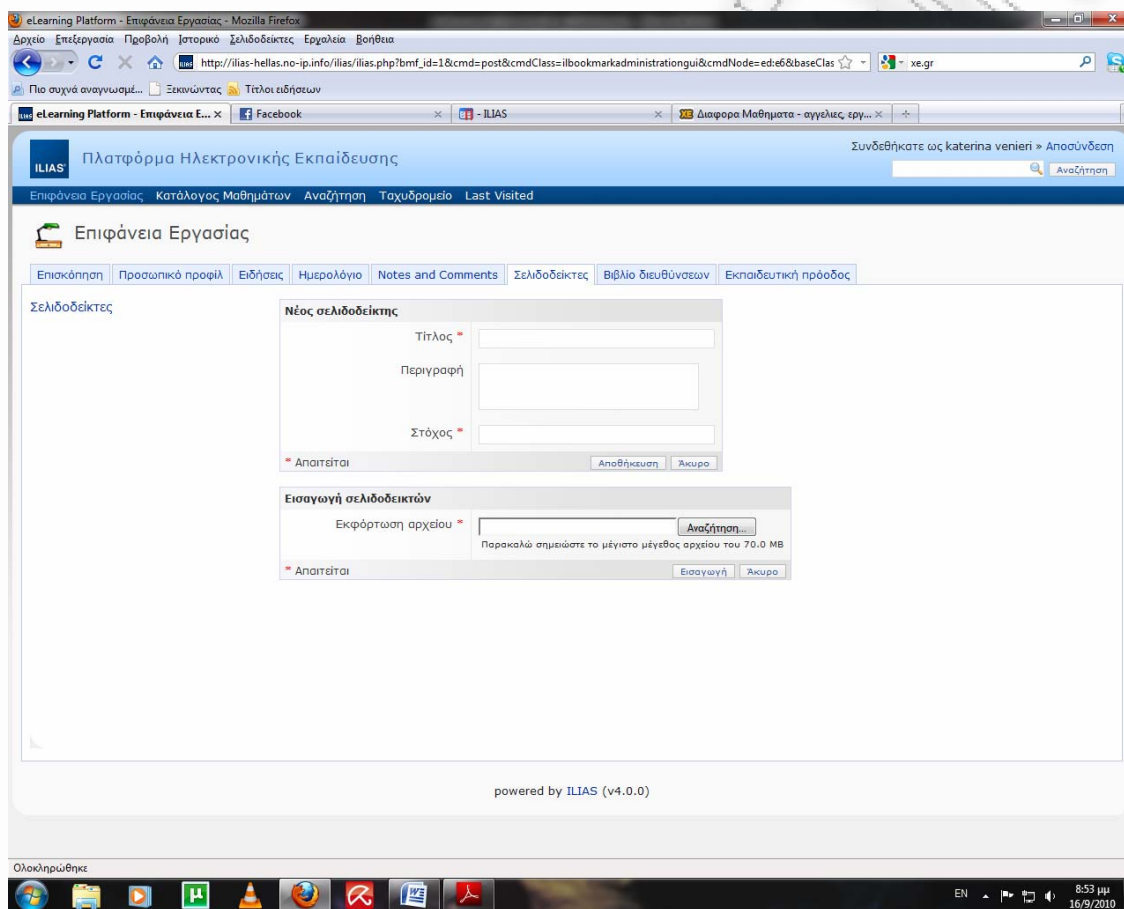 eLearning Platform - Επιφάνεια Εργασίας - Mozilla Firefox
Αρχείο Επεξεργασία Προβολή Ιστορικό Σελιδοδείκτες Εργαλεία Βοήθεια
http://ilias-hellas.no-ip.info/ilias/ilias.php?bmf_id=1&cmd=post&cmdClass=ilbookmarkadministrationgui&cmdNode=ed:e6&baseClas xe.gr
Πιο συχνά αναγνωσμέ... Ξεκινώντας Τίτλοι ειδήσεων
eLearning Platform - Επιφάνεια Ε... Facebook - ILIAS Διαφορα Μαθηματα - αγγελιες, εργ...
Συνδεθήκατε ως katerina venieri » Αποσύνδεση
ILIAS Πλατφόρμα Ηλεκτρονικής Εκπαίδευσης
Αναζήτηση
Επιφάνεια Εργασίας Κατάλογος Μαθημάτων Αναζήτηση Ταχυδρομείο Last Visited
Επιφάνεια Εργασίας
Επισκόπηση Προσωπικό προφίλ Ειδήσεις Ημερολόγιο Notes and Comments Σελιδοδείκτες Βιβλίο διευθύνσεων Εκπαιδευτική πρόοδος
Σελιδοδείκτες
Νέος σελιδοδείκτης
Τίτλος *
Περιγραφή
Στόχος *
* Απαιτείται Αποθήκευση Άκυρο
Εισαγωγή σελιδοδεικτών
Εκφόρτωση αρχείου * Αναζήτηση...
Παρακαλώ σημειώστε το μέγιστο μέγεθος αρχείου του 70.0 MB
* Απαιτείται Εισαγωγή Άκυρο
powered by ILIAS (v4.0.0)
Ολοκληρώθηκε
EN 8:53 μμ
16/9/2010